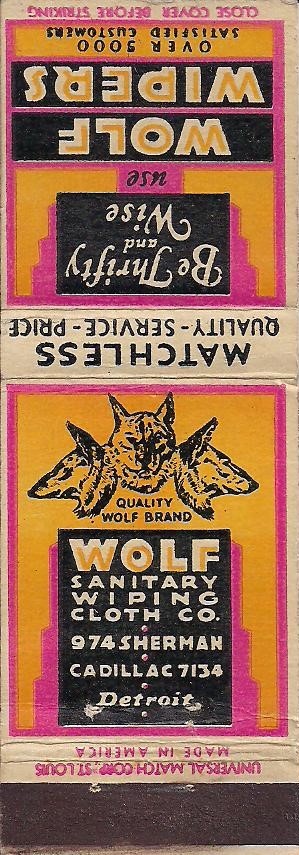 CLOSE COVER BEFORE STRIKING
OVER 5000
SATISFIED CUSTOMERS
WOLF
WIPERS
use
Be Thrifty
and
Wise
MATCHLESS
QUALITY - SERVICE - PRICE
QUALITY
WOLF BRAND
WOLF
SANITARY
WIPING
CLOTH CO.
974 SHERMAN
CADILLAC 7134
Detroit
MADE IN AMERICA
UNIVERSAL MATCH CORP., ST. LOUIS